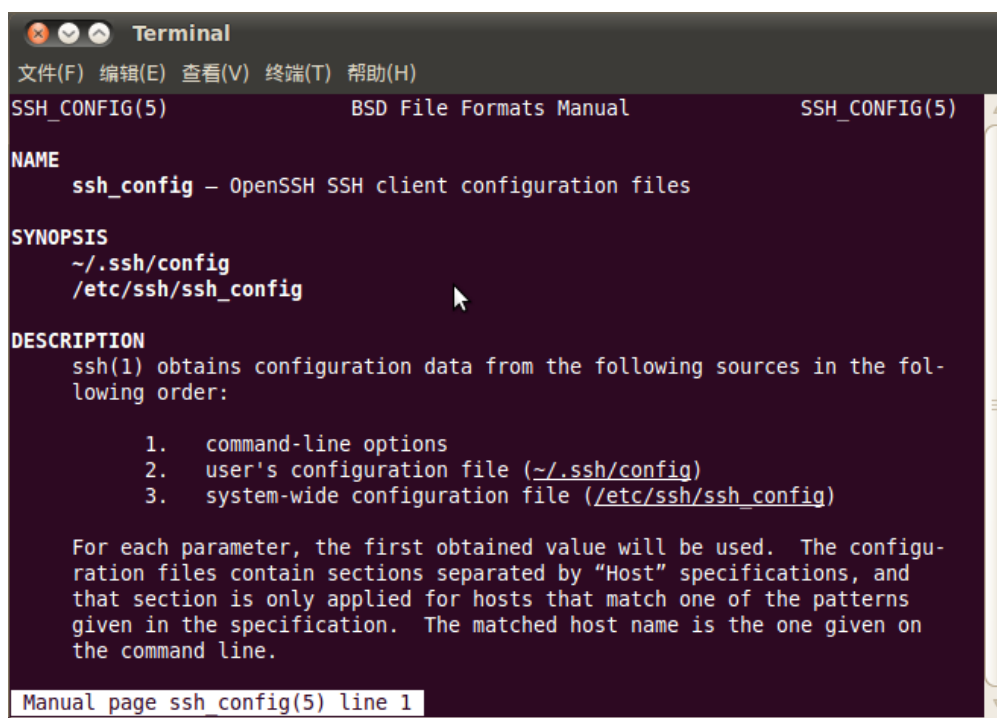 Terminal
文件(F) 编辑(E) 查看(V) 终端(T) 帮助(H)
SSH_CONFIG(5) BSD File Formats Manual SSH_CONFIG(5)
NAME
ssh_config — OpenSSH SSH client configuration files
SYNOPSIS
~/.ssh/config
/etc/ssh/ssh_config
DESCRIPTION
ssh(1) obtains configuration data from the following sources in the fol-
lowing order:
1. command-line options
2. user's configuration file (~/.ssh/config)
3. system-wide configuration file (/etc/ssh/ssh_config)
For each parameter, the first obtained value will be used. The configu-
ration files contain sections separated by “Host” specifications, and
that section is only applied for hosts that match one of the patterns
given in the specification. The matched host name is the one given on
the command line.
Manual page ssh_config(5) line 1